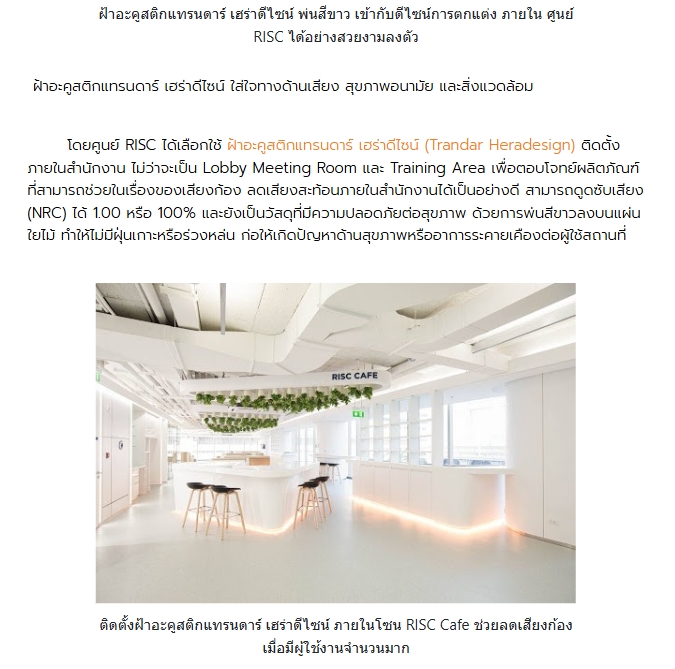 ฝ้าอะคูสติกแทรนดาร์ เฮร่าดีไซน์ พ่นสีขาว เข้ากับดีไซน์การตกแต่ง ภายใน ศูนย์
RISC ได้อย่างสวยงามลงตัว
ฝ้าอะคูสติกแทรนดาร์ เฮร่าดีไซน์ ใส่ใจทางด้านเสียง สุขภาพอนามัย และสิ่งแวดล้อม
โดยศูนย์ RISC ได้เลือกใช้ ฝ้าอะคูสติกแทรนดาร์ เฮร่าดีไซน์ (Trandar Heradesign) ติดตั้ง
ภายในสำนักงาน ไม่ว่าจะเป็น Lobby Meeting Room และ Training Area เพื่อตอบโจทย์ผลิตภัณฑ์
ที่สามารถช่วยในเรื่องของเสียงก้อง ลดเสียงสะท้อนภายในสำนักงานได้เป็นอย่างดี สามารถดูดซับเสียง
(NRC) ได้ 1.00 หรือ 100% และยังเป็นวัสดุที่มีความปลอดภัยต่อสุขภาพ ด้วยการพ่นสีขาวลงบนแผ่น
ใยไม้ ทำให้ไม่มีฝุ่นเกาะหรือร่วงหล่น ก่อให้เกิดปัญหาด้านสุขภาพหรืออาการระคายเคืองต่อผู้ใช้สถานที่
RISC CAFE
ติดตั้งฝ้าอะคูสติกแทรนดาร์ เฮร่าดีไซน์ ภายในโซน RISC Cafe ช่วยลดเสียงก้อง
เมื่อมีผู้ใช้งานจำนวนมาก